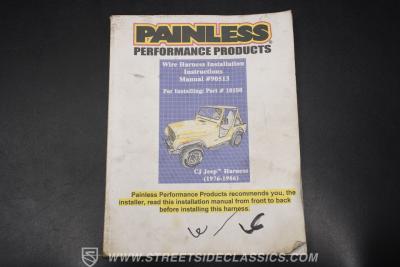 PAINLESS
PERFORMANCE PRODUCTS
Wire Harness Installation
Instructions
Manual #90513
For Installing: Part # 10150
CJ Jeep™ Harness
(1976-1986)
Painless Performance Products recommends you, the
installer, read this installation manual from front to back
before installing this harness.
WWW.STREETSIDECLASSICS.COM